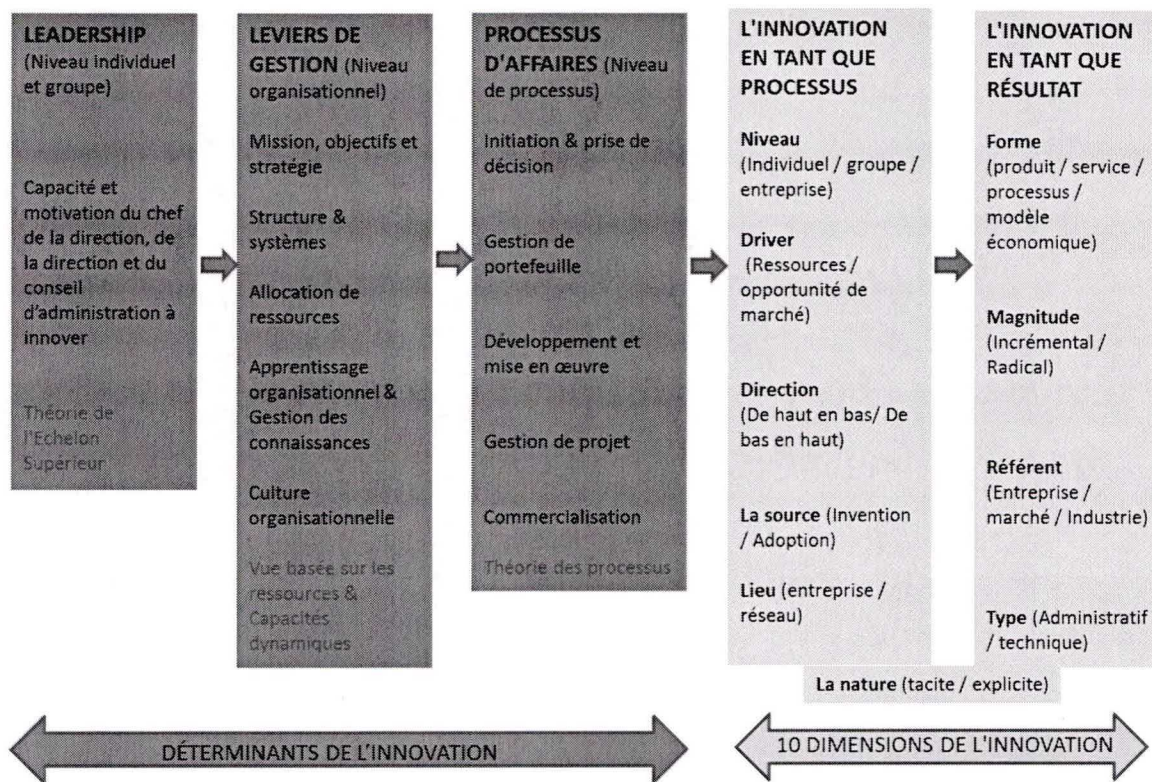 LEADERSHIP
(Niveau individuel
et groupe)
Capacité et
motivation du chef
de la direction, de
la direction et du
conseil
d'administration à
innover
Théorie de
l'Echelon
Supérieur
LEVIERS DE
GESTION (Niveau
organisationnel)
Mission, objectifs et
stratégie
Structure &
systèmes
Allocation de
ressources
Apprentissage
organisationnel &
Gestion des
connaissances
Culture
organisationnelle
Vue basée sur les
ressources &
Capacités
dynamiques
PROCESSUS
D'AFFAIRES (Niveau
de processus)
Initiation & prise de
décision
Gestion de
portefeuille
Développement et
mise en œuvre
Gestion de projet
Commercialisation
Théorie des processus
L'INNOVATION
EN TANT QUE
PROCESSUS
Niveau
(Individuel / groupe /
entreprise)
Driver
(Ressources /
opportunité de
marché)
Direction
(De haut en bas/ De
bas en haut)
La source (Invention
/ Adoption)
Lieu (entreprise /
réseau)
L'INNOVATION
EN TANT QUE
RÉSULTAT
Forme
(produit / service /
processus /
modèle
économique)
Magnitude
(Incrémental /
Radical)
Référent
(Entreprise /
marché / Industrie)
Type (Administratif
/ technique)
La nature (tacite / explicite)
DÉTERMINANTS DE L'INNOVATION
10 DIMENSIONS DE L'INNOVATION